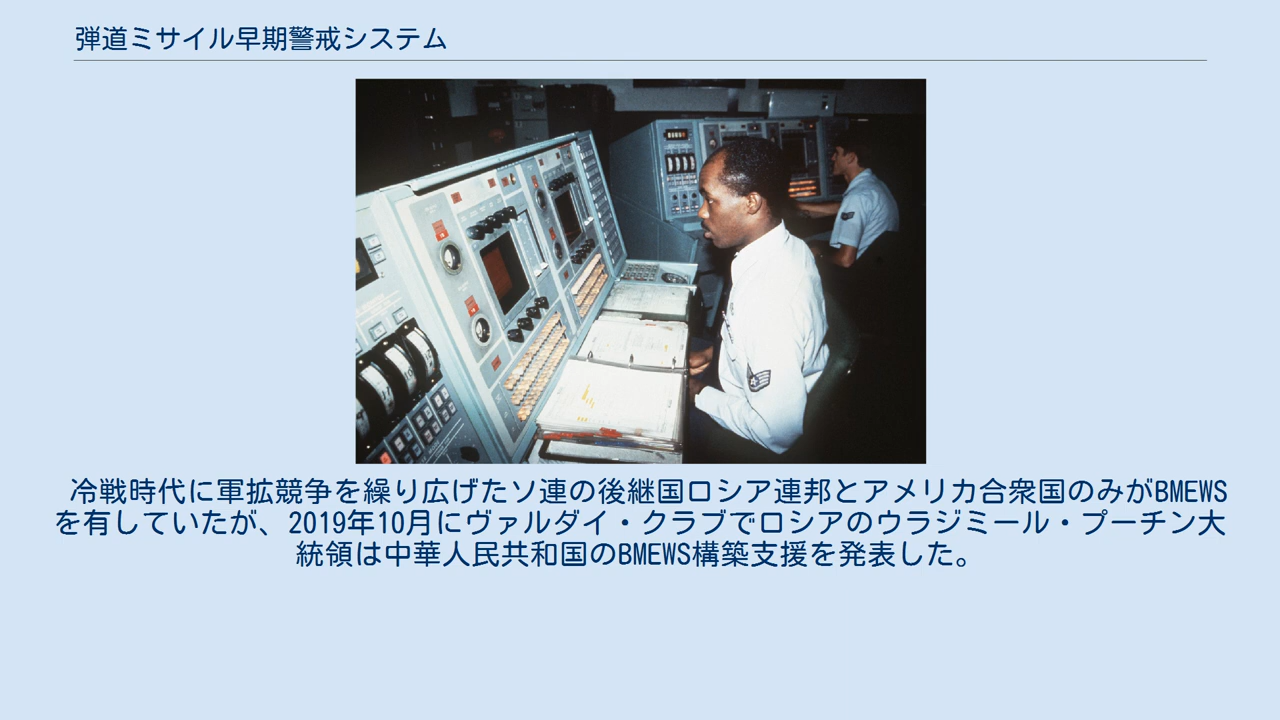 弾道ミサイル早期警戒システム
冷戦時代に軍拡競争を繰り広げたソ連の後継国ロシア連邦とアメリカ合衆国のみがBMEWS
を有していたが、2019年10月にヴァルダイ・クラブでロシアのウラジミール・プーチン大
統領は中華人民共和国のBMEWS構築支援を発表した。